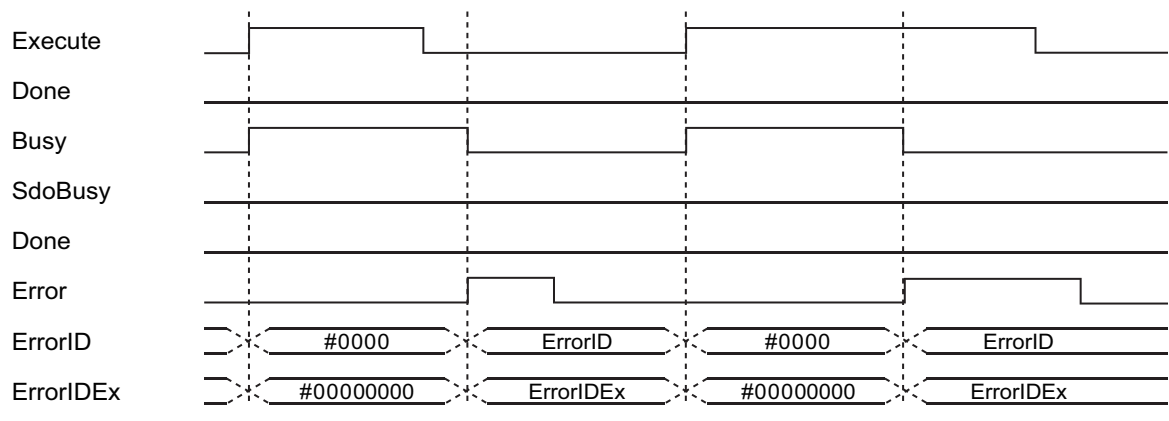 Execute
Done
Busy
SdoBusy
Done
Error
ErrorID #0000 ErrorID #0000 ErrorID
ErrorIDEx #00000000 ErrorIDEx #00000000 ErrorIDEx